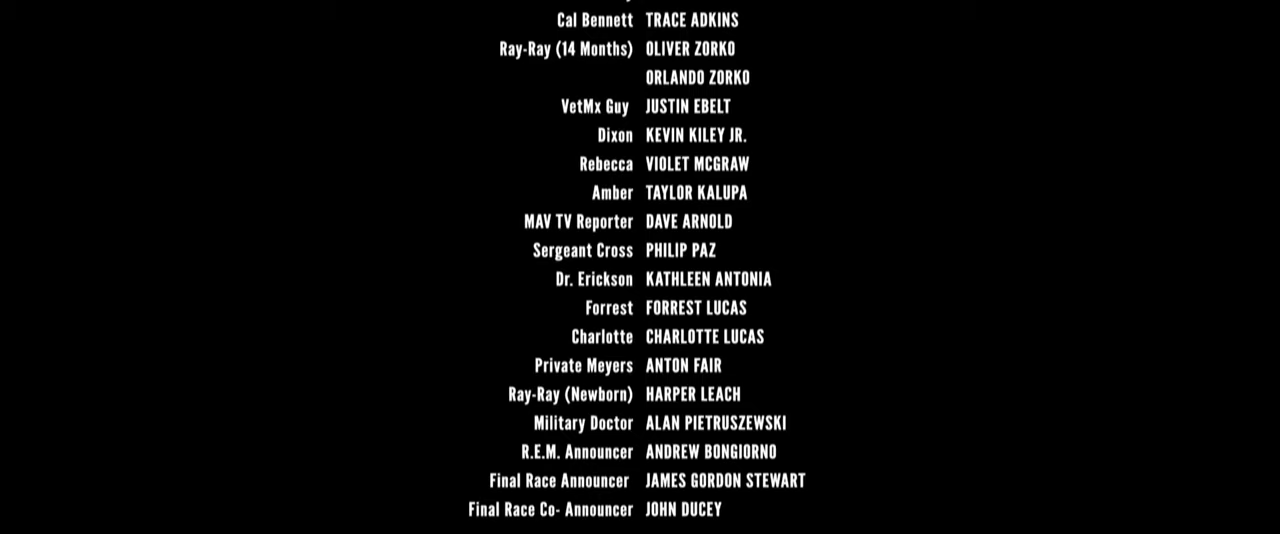 Cal Bennett TRACE ADKINS
Ray-Ray (14 Months) OLIVER ZORKO
ORLANDO ZORKO
VetMx Guy JUSTIN EBELT
Dixon KEVIN KILEY JR.
Rebecca VIOLET MCGRAW
Amber TAYLOR KALUPA
MAV TV Reporter DAVE ARNOLD
Sergeant Cross PHILIP PAZ
Dr. Erickson KATHLEEN ANTONIA
Forrest FORREST LUCAS
Charlotte CHARLOTTE LUCAS
Private Meyers ANTON FAIR
Ray-Ray (Newborn) HARPER LEACH
Military Doctor ALAN PIETRUSZEWSKI
R.E.M. Announcer ANDREW BONGIORNO
Final Race Announcer JAMES GORDON STEWART
Final Race Co- Announcer JOHN DUCEY